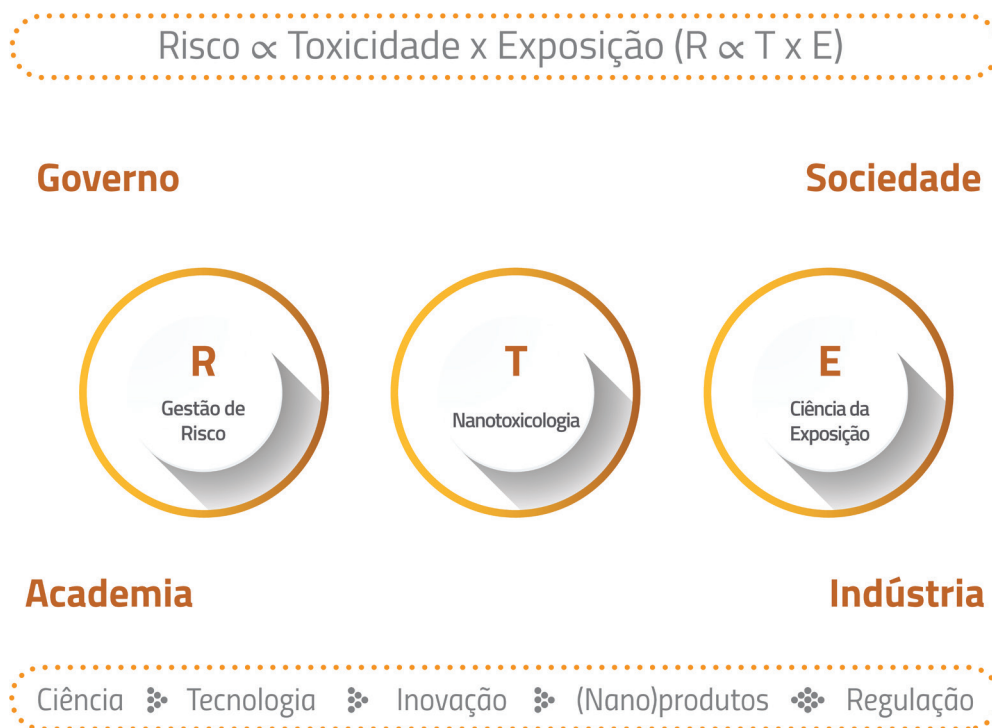 Risco ∝ Toxicidade x Exposição (R ∝ T x E)
Governo
Sociedade
R
Gestão de
Risco
T
Nanotoxicologia
E
Ciência da
Exposição
Academia
Indústria
Ciência Tecnologia Inovação (Nano)produtos Regulação